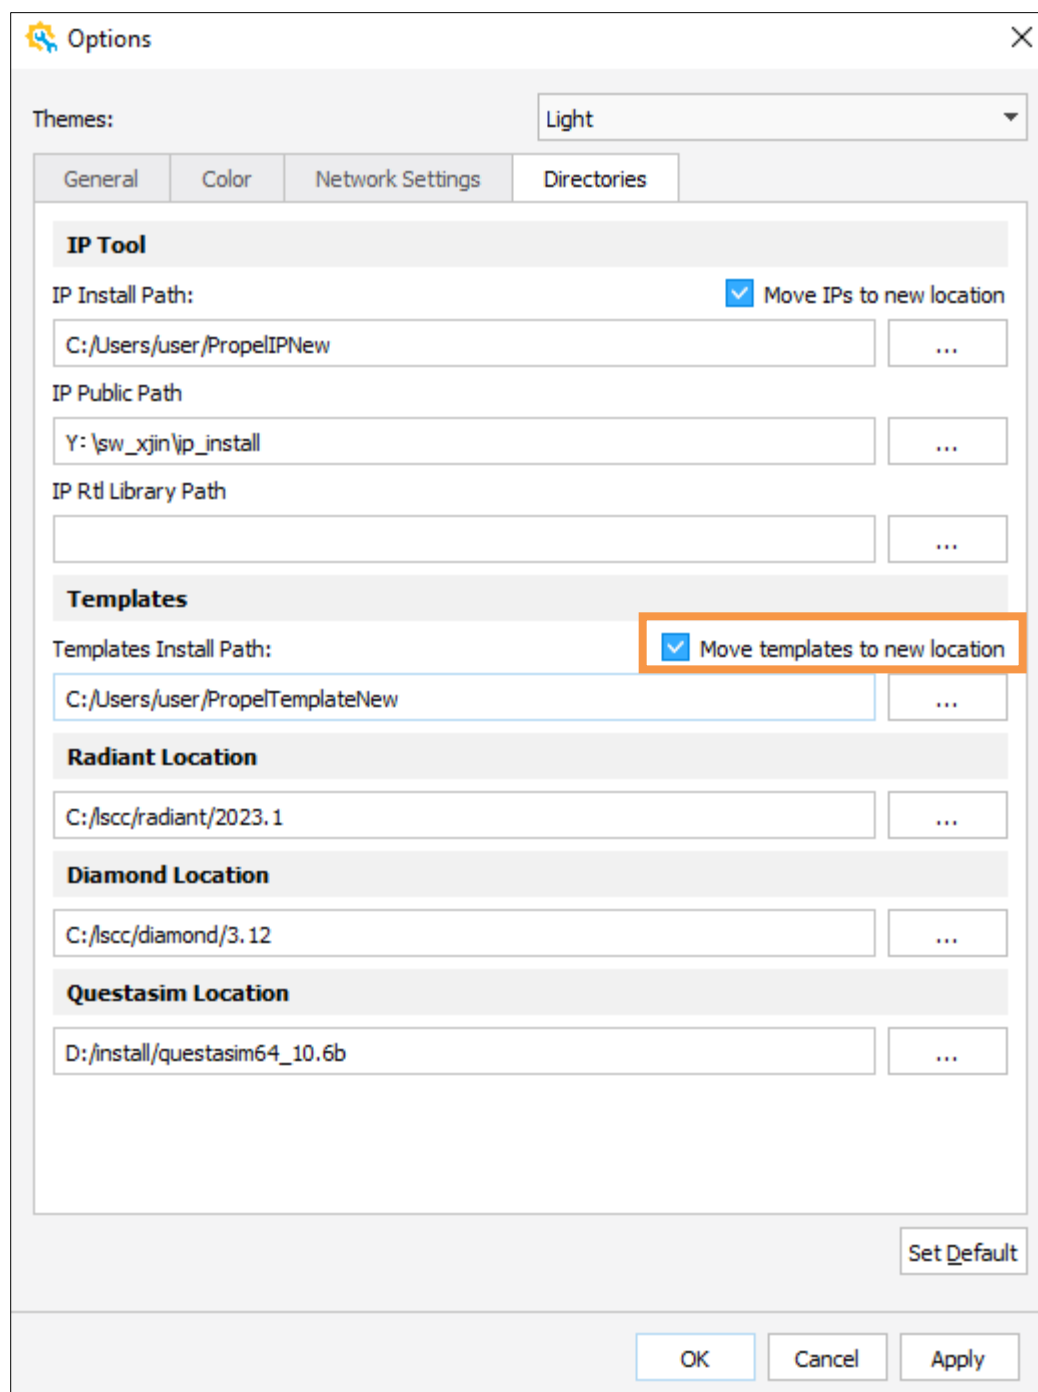 Options
Themes:
Light
General
Color
Network Settings
Directories
IP Tool
IP Install Path:
Move IPs to new location
C:/Users/user/PropelIPNew
...
IP Public Path
Y:\sw_xjin\ip_install
...
IP Rtl Library Path
...
Templates
Templates Install Path:
Move templates to new location
C:/Users/user/PropelTemplateNew
...
Radiant Location
C:/lscc/radiant/2023.1
...
Diamond Location
C:/lscc/diamond/3.12
...
Questasim Location
D:/install/questasim64_10.6b
...
Set Default
OK
Cancel
Apply